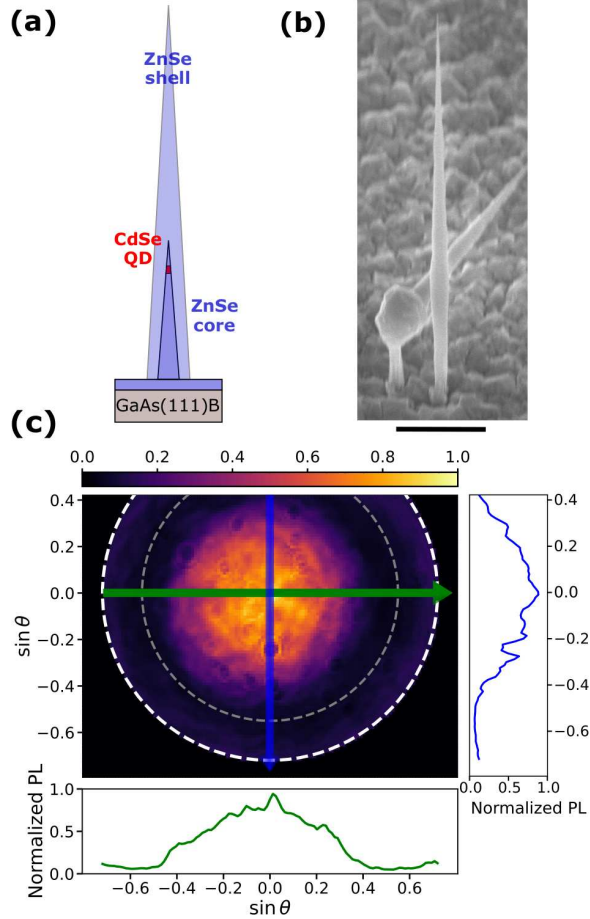 (a)
ZnSe
shell
CdSe
QD
ZnSe
core
GaAs(111)B
(b)
(c)
0.0 0.2 0.4 0.6 0.8 1.0
0.4
0.2
0.0
−0.2
−0.4
−0.6
sin θ
0.4
0.2
0.0
−0.2
−0.4
−0.6
0.0 0.5 1.0
Normalized PL
1.0
0.5
0.0
Normalized PL
−0.6 −0.4 −0.2 0.0 0.2 0.4 0.6
sin θ